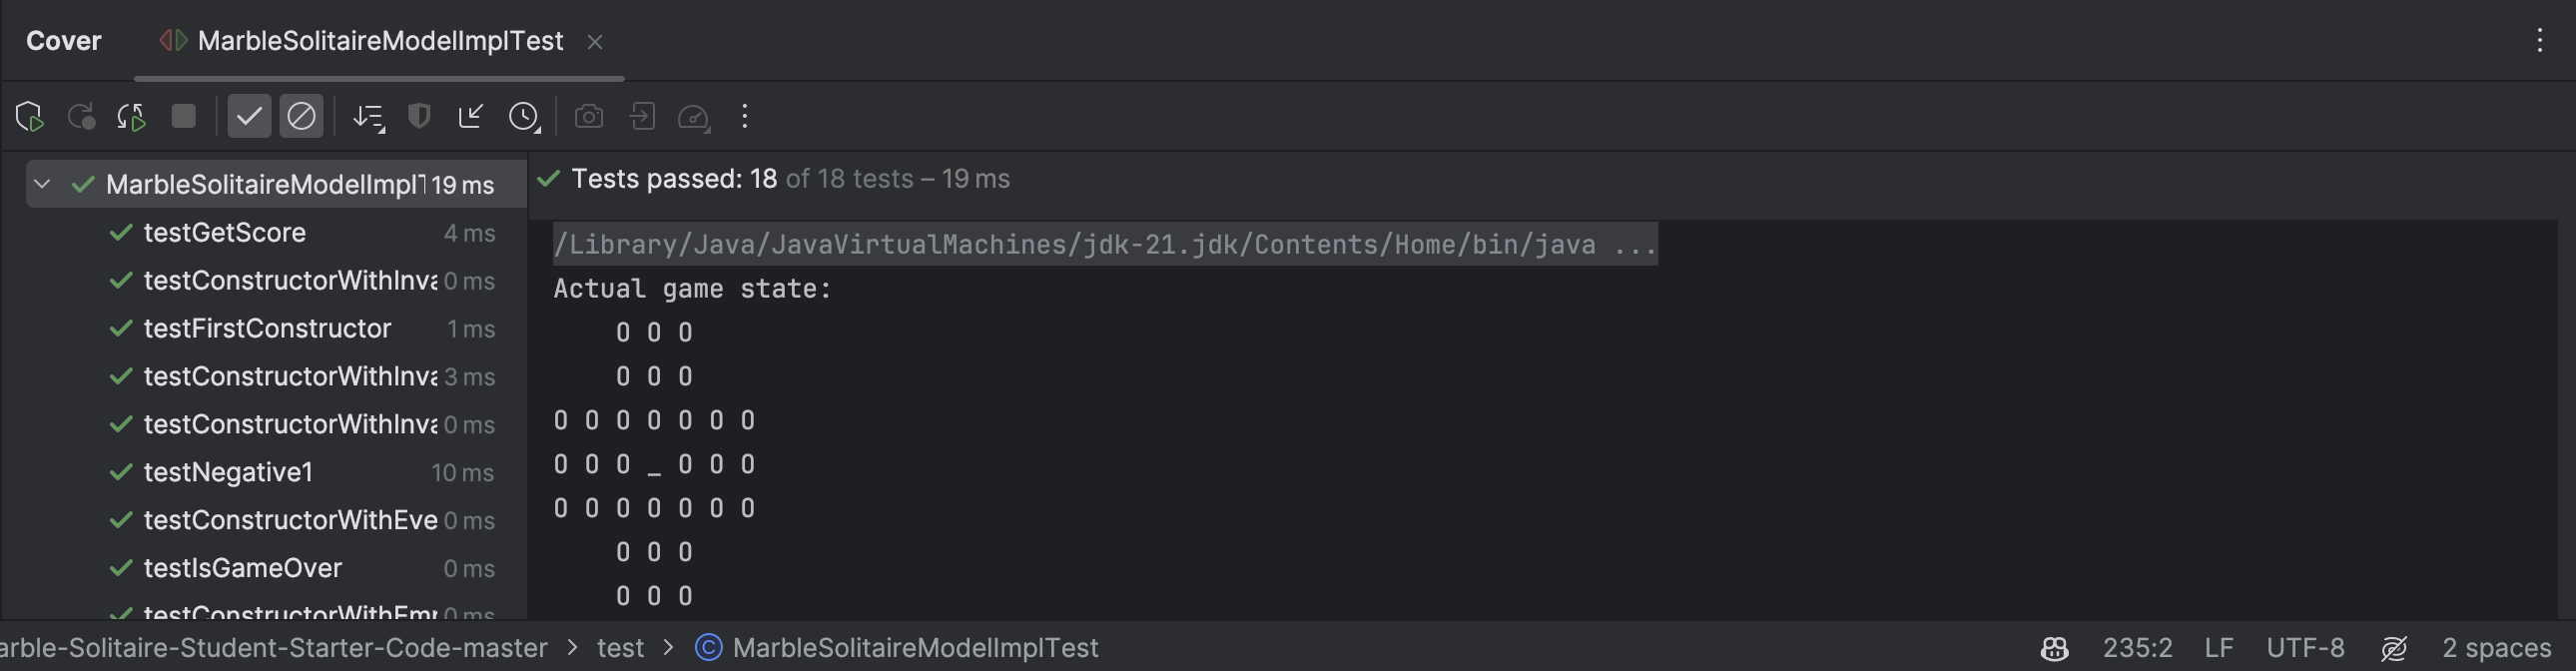 Cover MarbleSolitaireModelImplTest
MarbleSolitaireModelImplT 19 ms
testGetScore 4 ms
testConstructorWithInva 0 ms
testFirstConstructor 1 ms
testConstructorWithInva 3 ms
testConstructorWithInva 0 ms
testNegative1 10 ms
testConstructorWithEve 0 ms
testIsGameOver 0 ms
testConstructorWithEmp 0 ms
Tests passed: 18 of 18 tests – 19 ms
/Library/Java/JavaVirtualMachines/jdk-21.jdk/Contents/Home/bin/java ...
Actual game state:
    O O O
    O O O
O O O O O O O
O O O _ O O O
O O O O O O O
    O O O
    O O O
arble-Solitaire-Student-Starter-Code-master > test > MarbleSolitaireModelImplTest 235:2 LF UTF-8 2 spaces